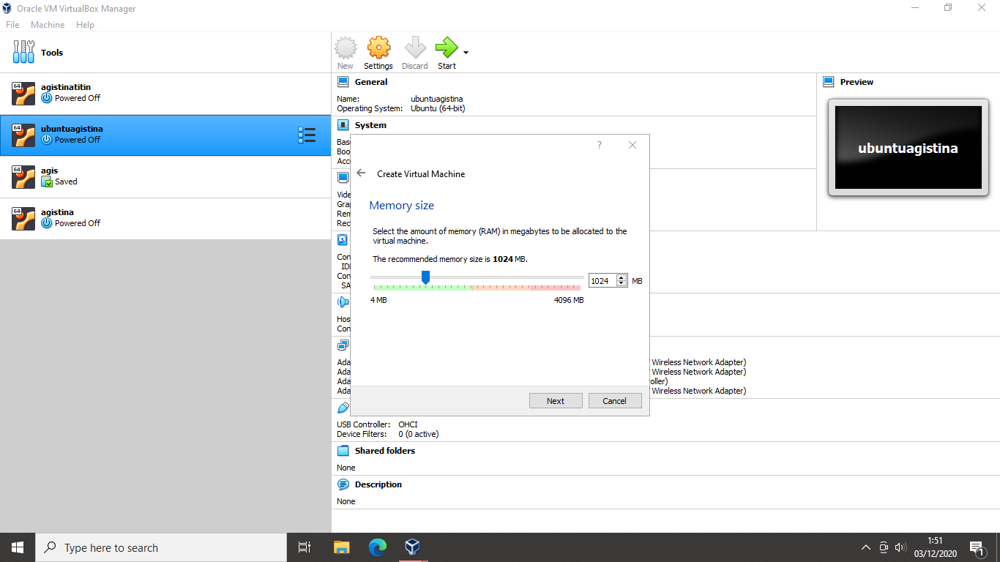 Oracle VM VirtualBox Manager
File Machine Help
Tools
64
agistinatitin
Powered Off
64
ubuntuagistina
Powered Off
64
agis
Saved
64
agistina
Powered Off
New Settings Discard Start
General
Name: ubuntuagistina
Operating System: Ubuntu (64-bit)
System
Bas
Boo
Acc
Vide
Gra
Rem
Rec
Con
IDE
Con
SA
Hos
Con
Ada Wireless Network Adapter)
Ada Wireless Network Adapter)
Ada oller)
Ada Wireless Network Adapter)
USB Controller: OHCI
Device Filters: 0 (0 active)
Shared folders
None
Description
None
Preview
ubuntuagistina
?
Create Virtual Machine
Memory size
Select the amount of memory (RAM) in megabytes to be allocated to the
virtual machine.
The recommended memory size is 1024 MB.
1024 MB
4 MB 4096 MB
Next Cancel
Type here to search
1:51
03/12/2020
1